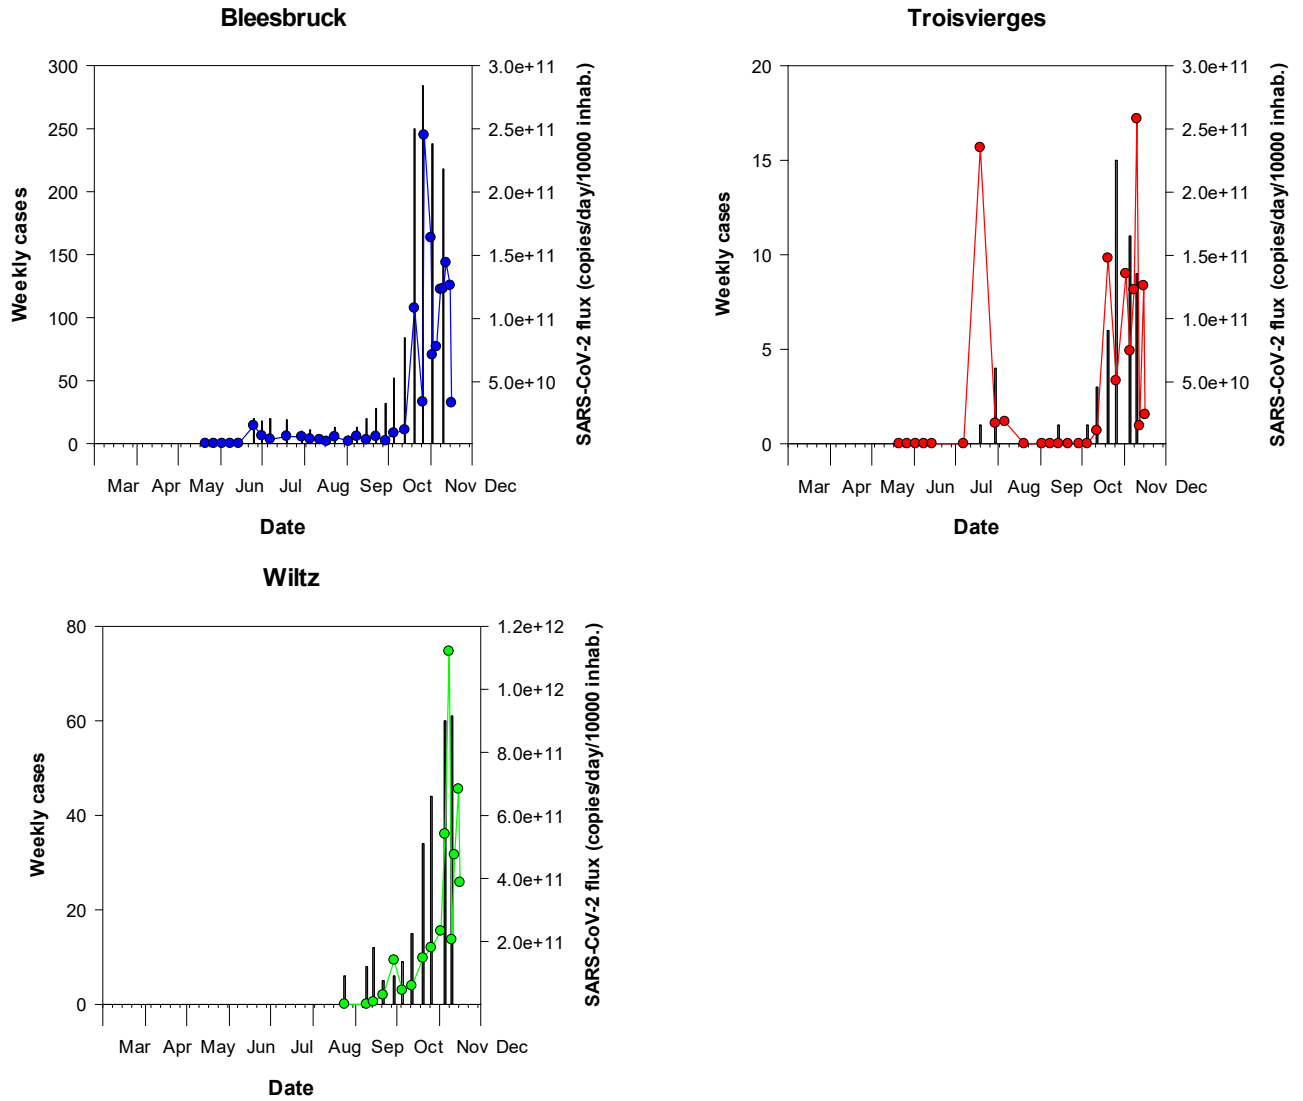 Bleesbruck
300
250
200
150
100
50
0
Weekly cases
3.0e+11
2.5e+11
2.0e+11
1.5e+11
1.0e+11
5.0e+10
SARS-CoV-2 flux (copies/day/10000 inhab.)
Mar Apr May Jun Jul Aug Sep Oct Nov Dec
Date
Troisvierges
20
15
10
5
0
Weekly cases
3.0e+11
2.5e+11
2.0e+11
1.5e+11
1.0e+11
5.0e+10
SARS-CoV-2 flux (copies/day/10000 inhab.)
Mar Apr May Jun Jul Aug Sep Oct Nov Dec
Date
Wiltz
80
60
40
20
0
Weekly cases
1.2e+12
1.0e+12
8.0e+11
6.0e+11
4.0e+11
2.0e+11
SARS-CoV-2 flux (copies/day/10000 inhab.)
Mar Apr May Jun Jul Aug Sep Oct Nov Dec
Date